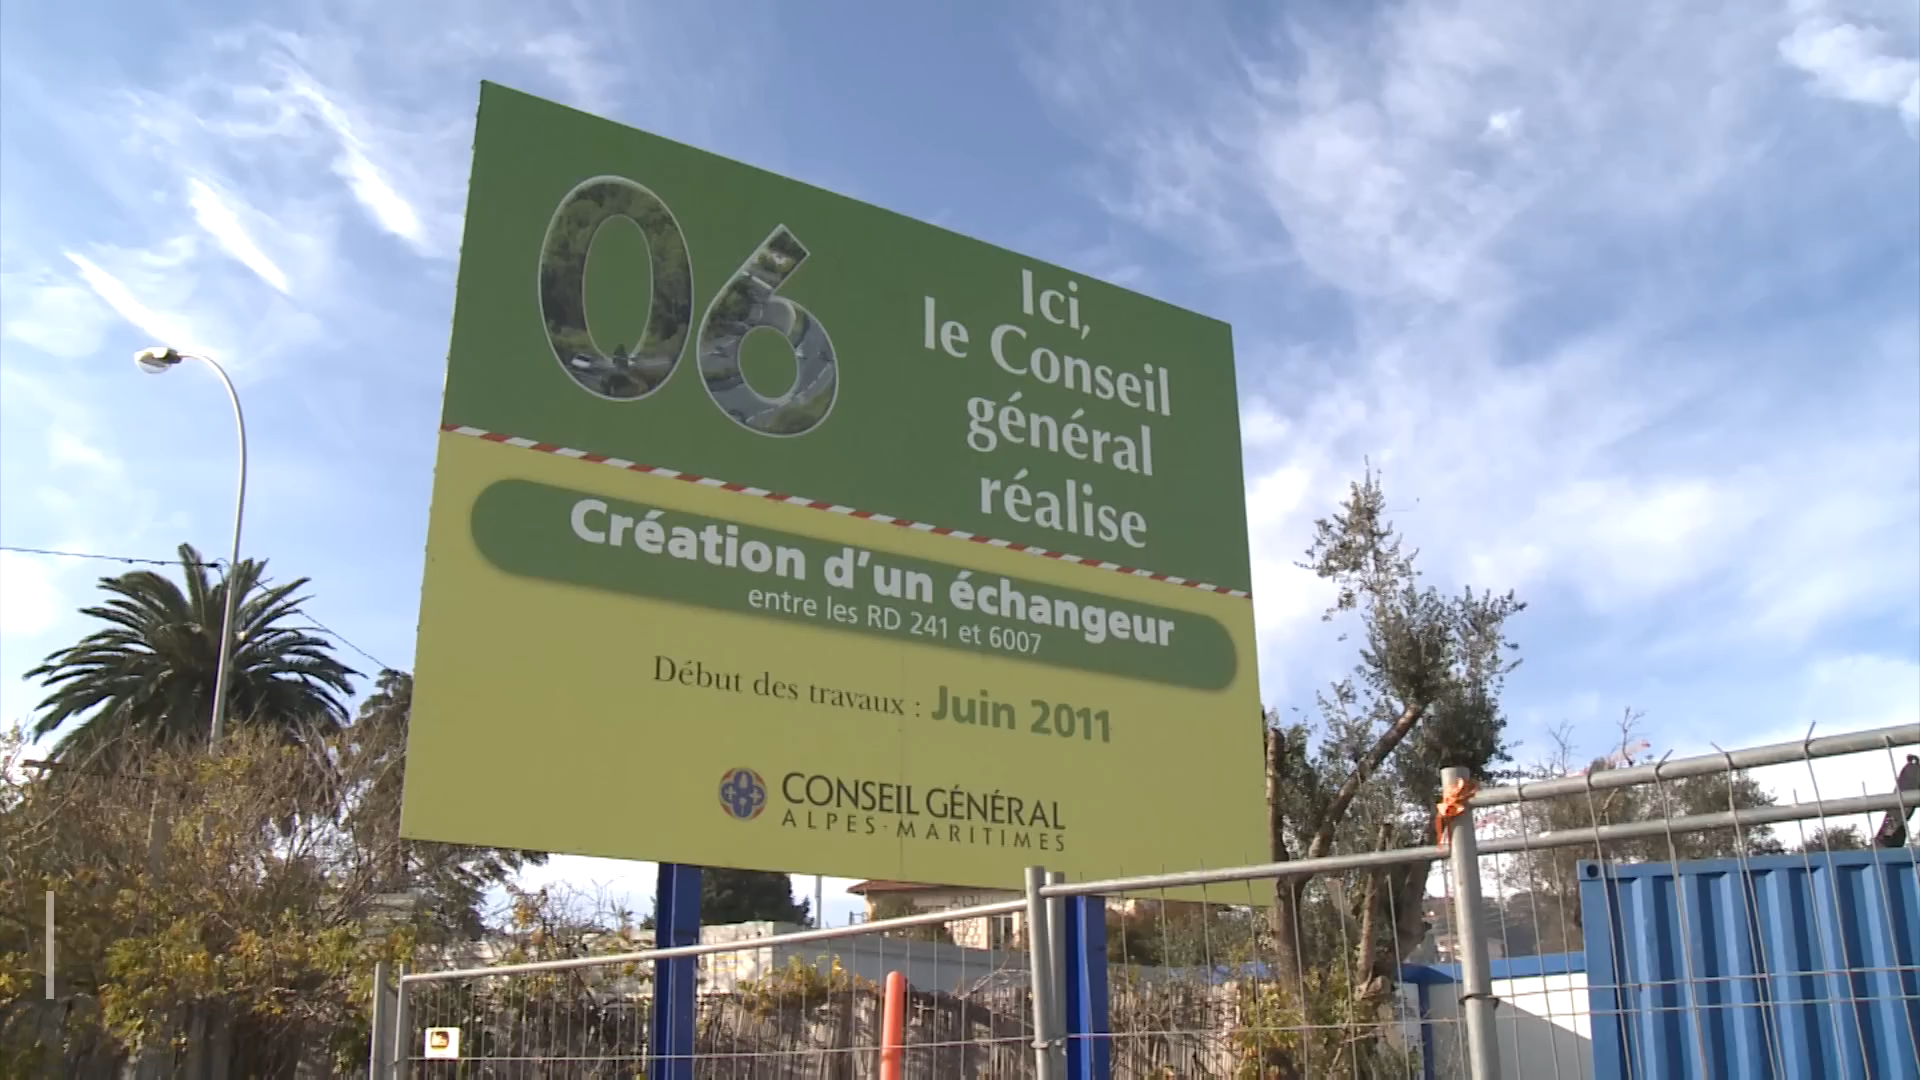 06
Ici,
le Conseil
général
réalise
Création d'un échangeur
entre les RD 241 et 6007
Début des travaux : Juin 2011
CONSEIL GÉNÉRAL
ALPES-MARITIMES